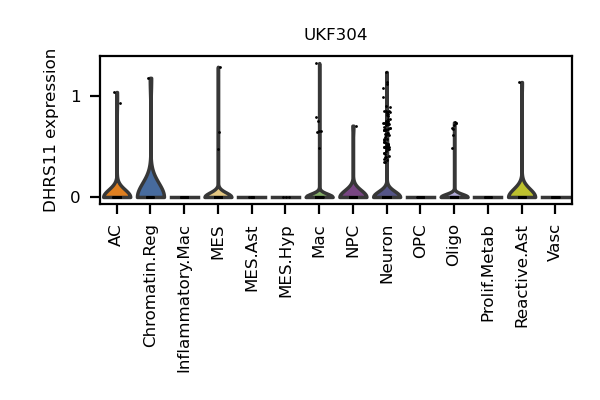 UKF304
DHRS11 expression
1
0
AC
Chromatin.Reg
Inflammatory.Mac
MES
MES.Ast
MES.Hyp
Mac
NPC
Neuron
OPC
Oligo
Prolif.Metab
Reactive.Ast
Vasc